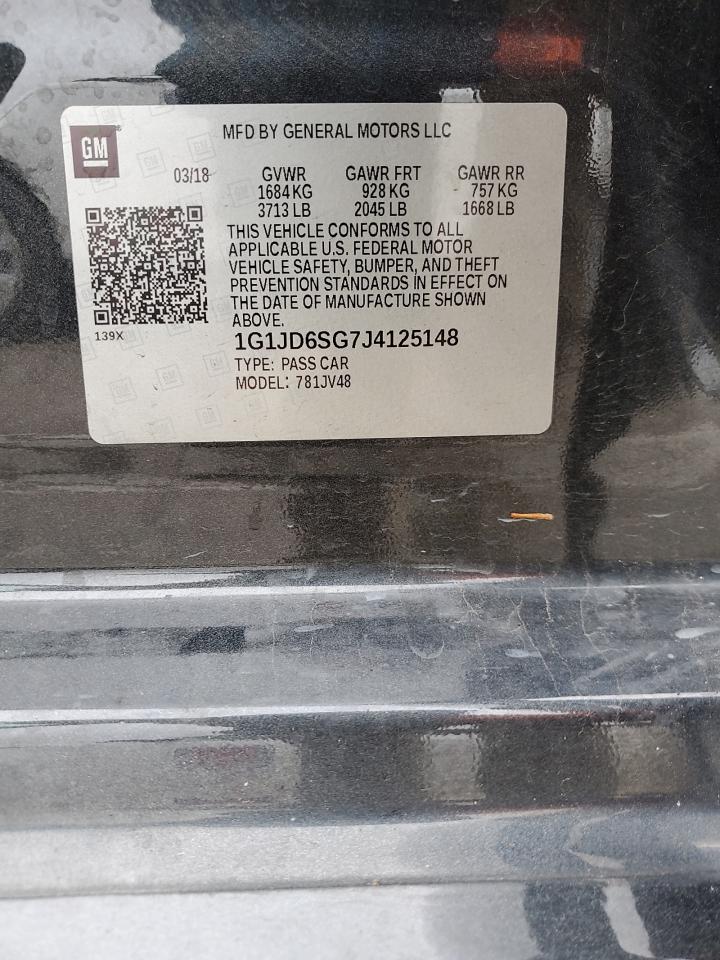 GM
MFD BY GENERAL MOTORS LLC
03/18 GVWR GAWR FRT GAWR RR
1684 KG 928 KG 757 KG
3713 LB 2045 LB 1668 LB
THIS VEHICLE CONFORMS TO ALL
APPLICABLE U.S. FEDERAL MOTOR
VEHICLE SAFETY, BUMPER, AND THEFT
PREVENTION STANDARDS IN EFFECT ON
THE DATE OF MANUFACTURE SHOWN
ABOVE.
139X
1G1JD6SG7J4125148
TYPE: PASS CAR
MODEL: 781JV48